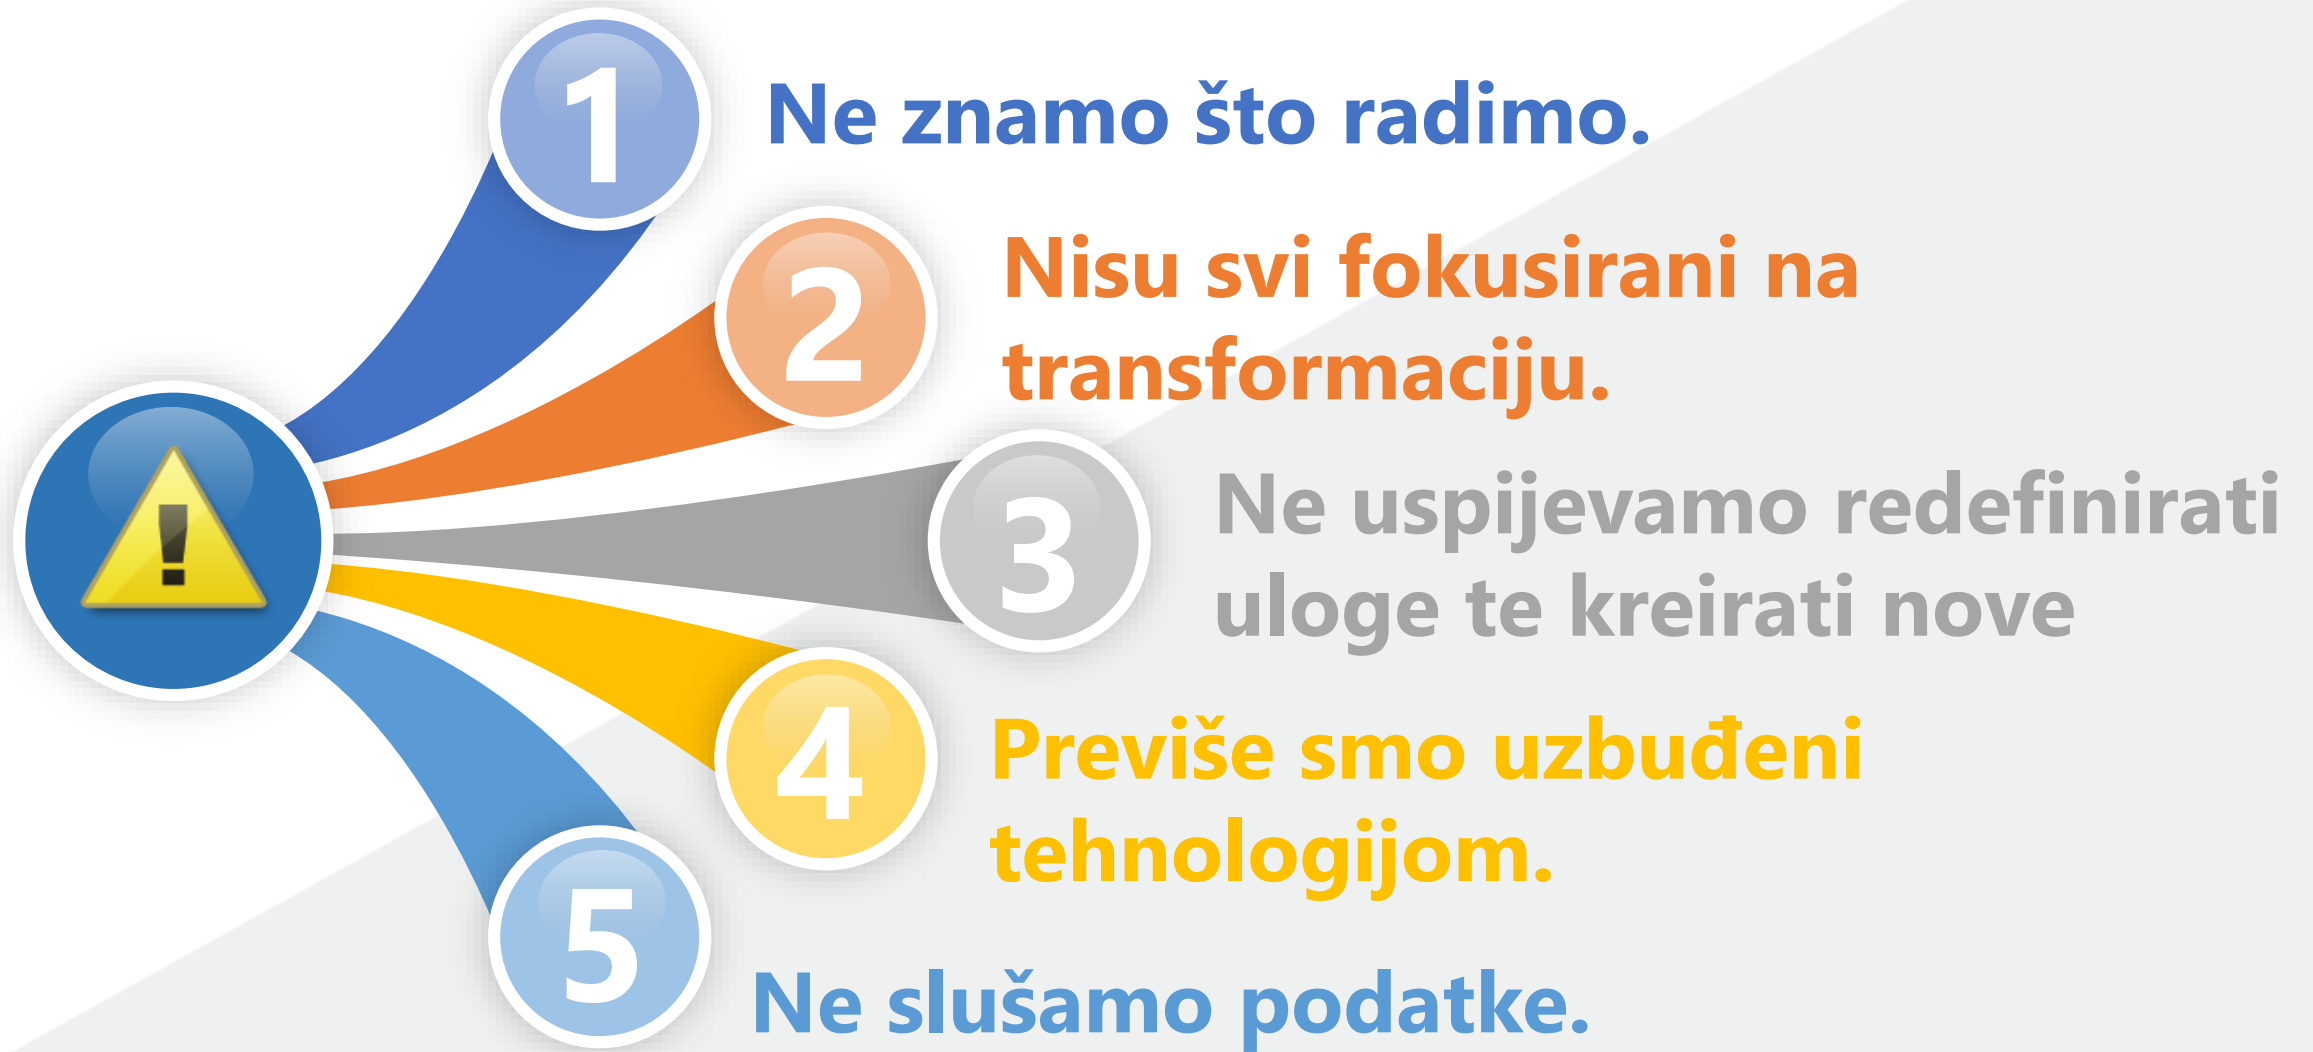 1
Ne znamo što radimo.
2
Nisu svi fokusirani na
transformaciju.
3
Ne uspijevamo redefinirati
uloge te kreirati nove
4
Previše smo uzbuđeni
tehnologijom.
5
Ne slušamo podatke.